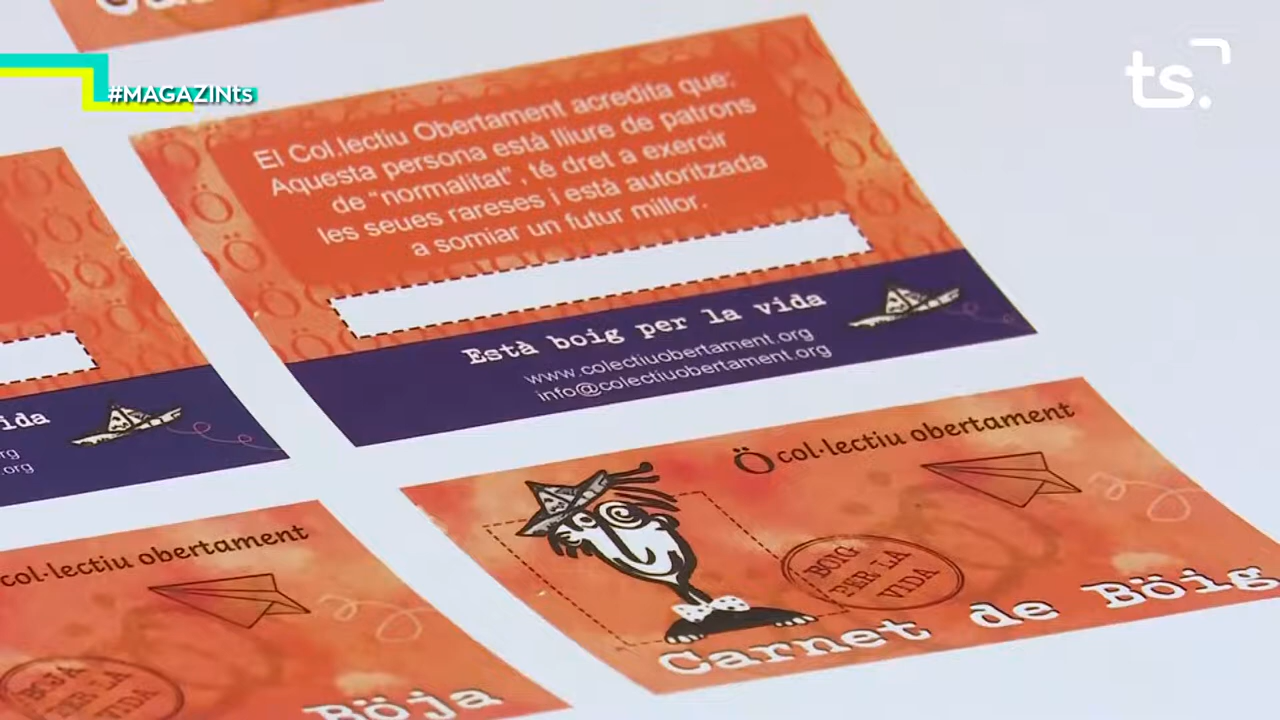 #MAGAZINts
ts.
El Col.lectiu Obertament acredita que:
Aquesta persona està lliure de patrons
de "normalitat", té dret a exercir
les seues rareses i està autoritzada
a somiar un futur millor.
Està boig per la vida
www.colectiuobertament.org
info@colectiuobertament.org
ida
rg
.org
Ö col·lectiu obertament
BOIG
PER LA
VIDA
Carnet de Böig
col·lectiu obertament
BOJA
PER LA
VIDA
Böja